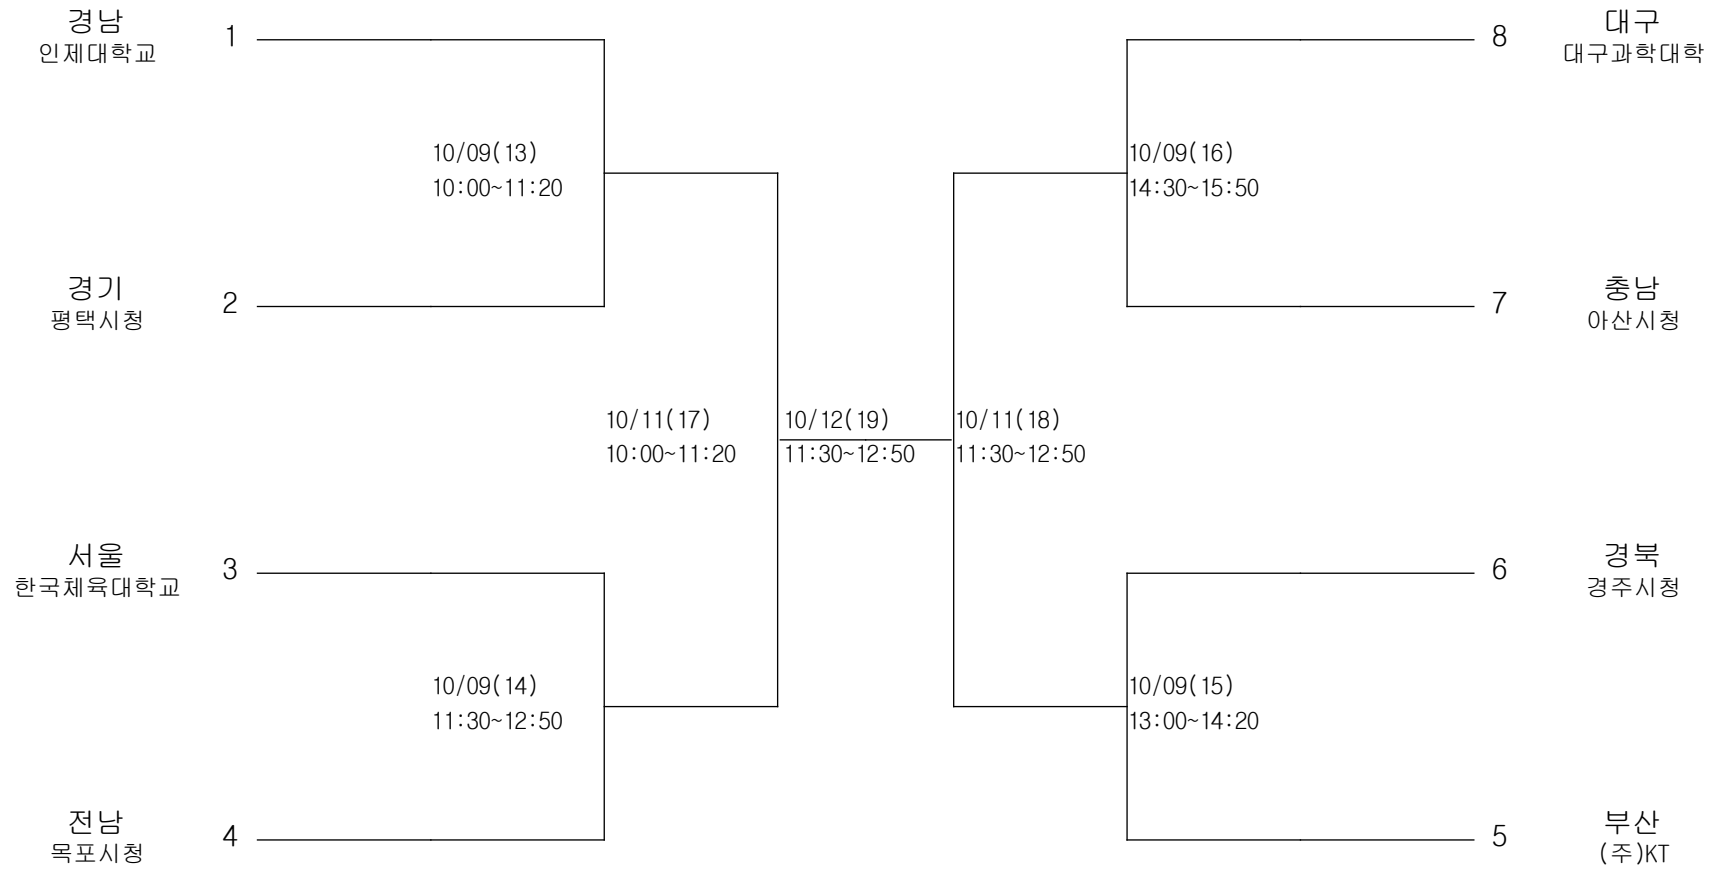 경남
인제대학교
1
8
대구
대구과학대학
10/09(13)
10:00~11:20
10/09(16)
14:30~15:50
경기
평택시청
2
7
충남
아산시청
10/11(17)
10:00~11:20
10/12(19)
11:30~12:50
10/11(18)
11:30~12:50
서울
한국체육대학교
3
6
경북
경주시청
10/09(14)
11:30~12:50
10/09(15)
13:00~14:20
전남
목포시청
4
5
부산
(주)KT